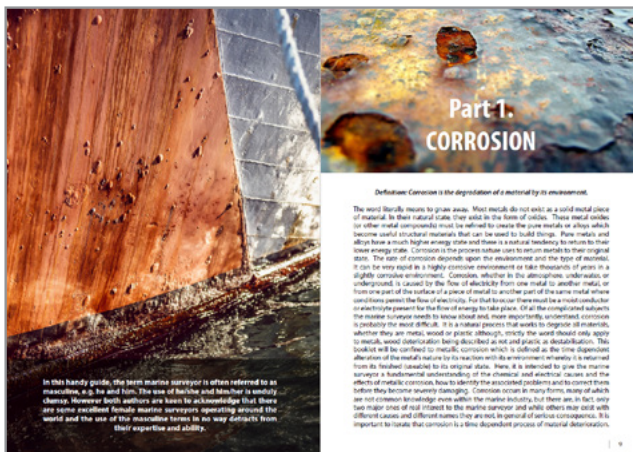 In this handy guide, the term marine surveyor is often referred to as
masculine, e.g. he and him. The use of he/she and him/her is unduly
clumsy. However both authors are keen to acknowledge that there
are some excellent female marine surveyors operating around the
world and the use of the masculine terms in no way detracts from
their expertise and ability.
Part 1.
CORROSION
Definition: Corrosion is the degradation of a material by its environment.
The word literally means to gnaw away. Most metals do not exist as a solid metal piece
of material. In their natural state, they exist in the form of oxides. These metal oxides
(or other metal compounds) must be refined to create the pure metals or alloys which
become useful structural materials that can be used to build things. Pure metals and
alloys have a much higher energy state and there is a natural tendency to return to their
lower energy state. Corrosion is the process nature uses to return metals to their original
state. The rate of corrosion depends upon the environment and the type of material.
It can be very rapid in a highly corrosive environment or take thousands of years in a
slightly corrosive environment. Corrosion, whether in the atmosphere, underwater, or
underground, is caused by the flow of electricity from one metal to another metal, or
from one part of the surface of a piece of metal to another part of the same metal where
conditions permit the flow of electricity. For that to occur there must be a moist conductor
or electrolyte present for the flow of energy to take place. Of all the complicated subjects
the marine surveyor needs to know about and, more importantly, understand, corrosion
is probably the most difficult. It is a natural process that works to degrade all materials,
whether they are metal, wood or plastic although, strictly the word should only apply
to metals, wood deterioration being described as rot and plastic as destabilisation. This
booklet will be confined to metallic corrosion which is defined as the time dependent
alteration of the metal's nature by its reaction with its environment whereby it is returned
from its finished (useable) to its original state. Here, it is intended to give the marine
surveyor a fundamental understanding of the chemical and electrical causes and the
effects of metallic corrosion, how to identify the associated problems and to correct them
before they become severely damaging. Corrosion occurs in many forms, many of which
are not common knowledge even within the marine industry, but there are, in fact, only
two major ones of real interest to the marine surveyor and while others may exist with
different causes and different names they are not, in general of serious consequence. It is
important to iterate that corrosion is a time dependent process of material deterioration.